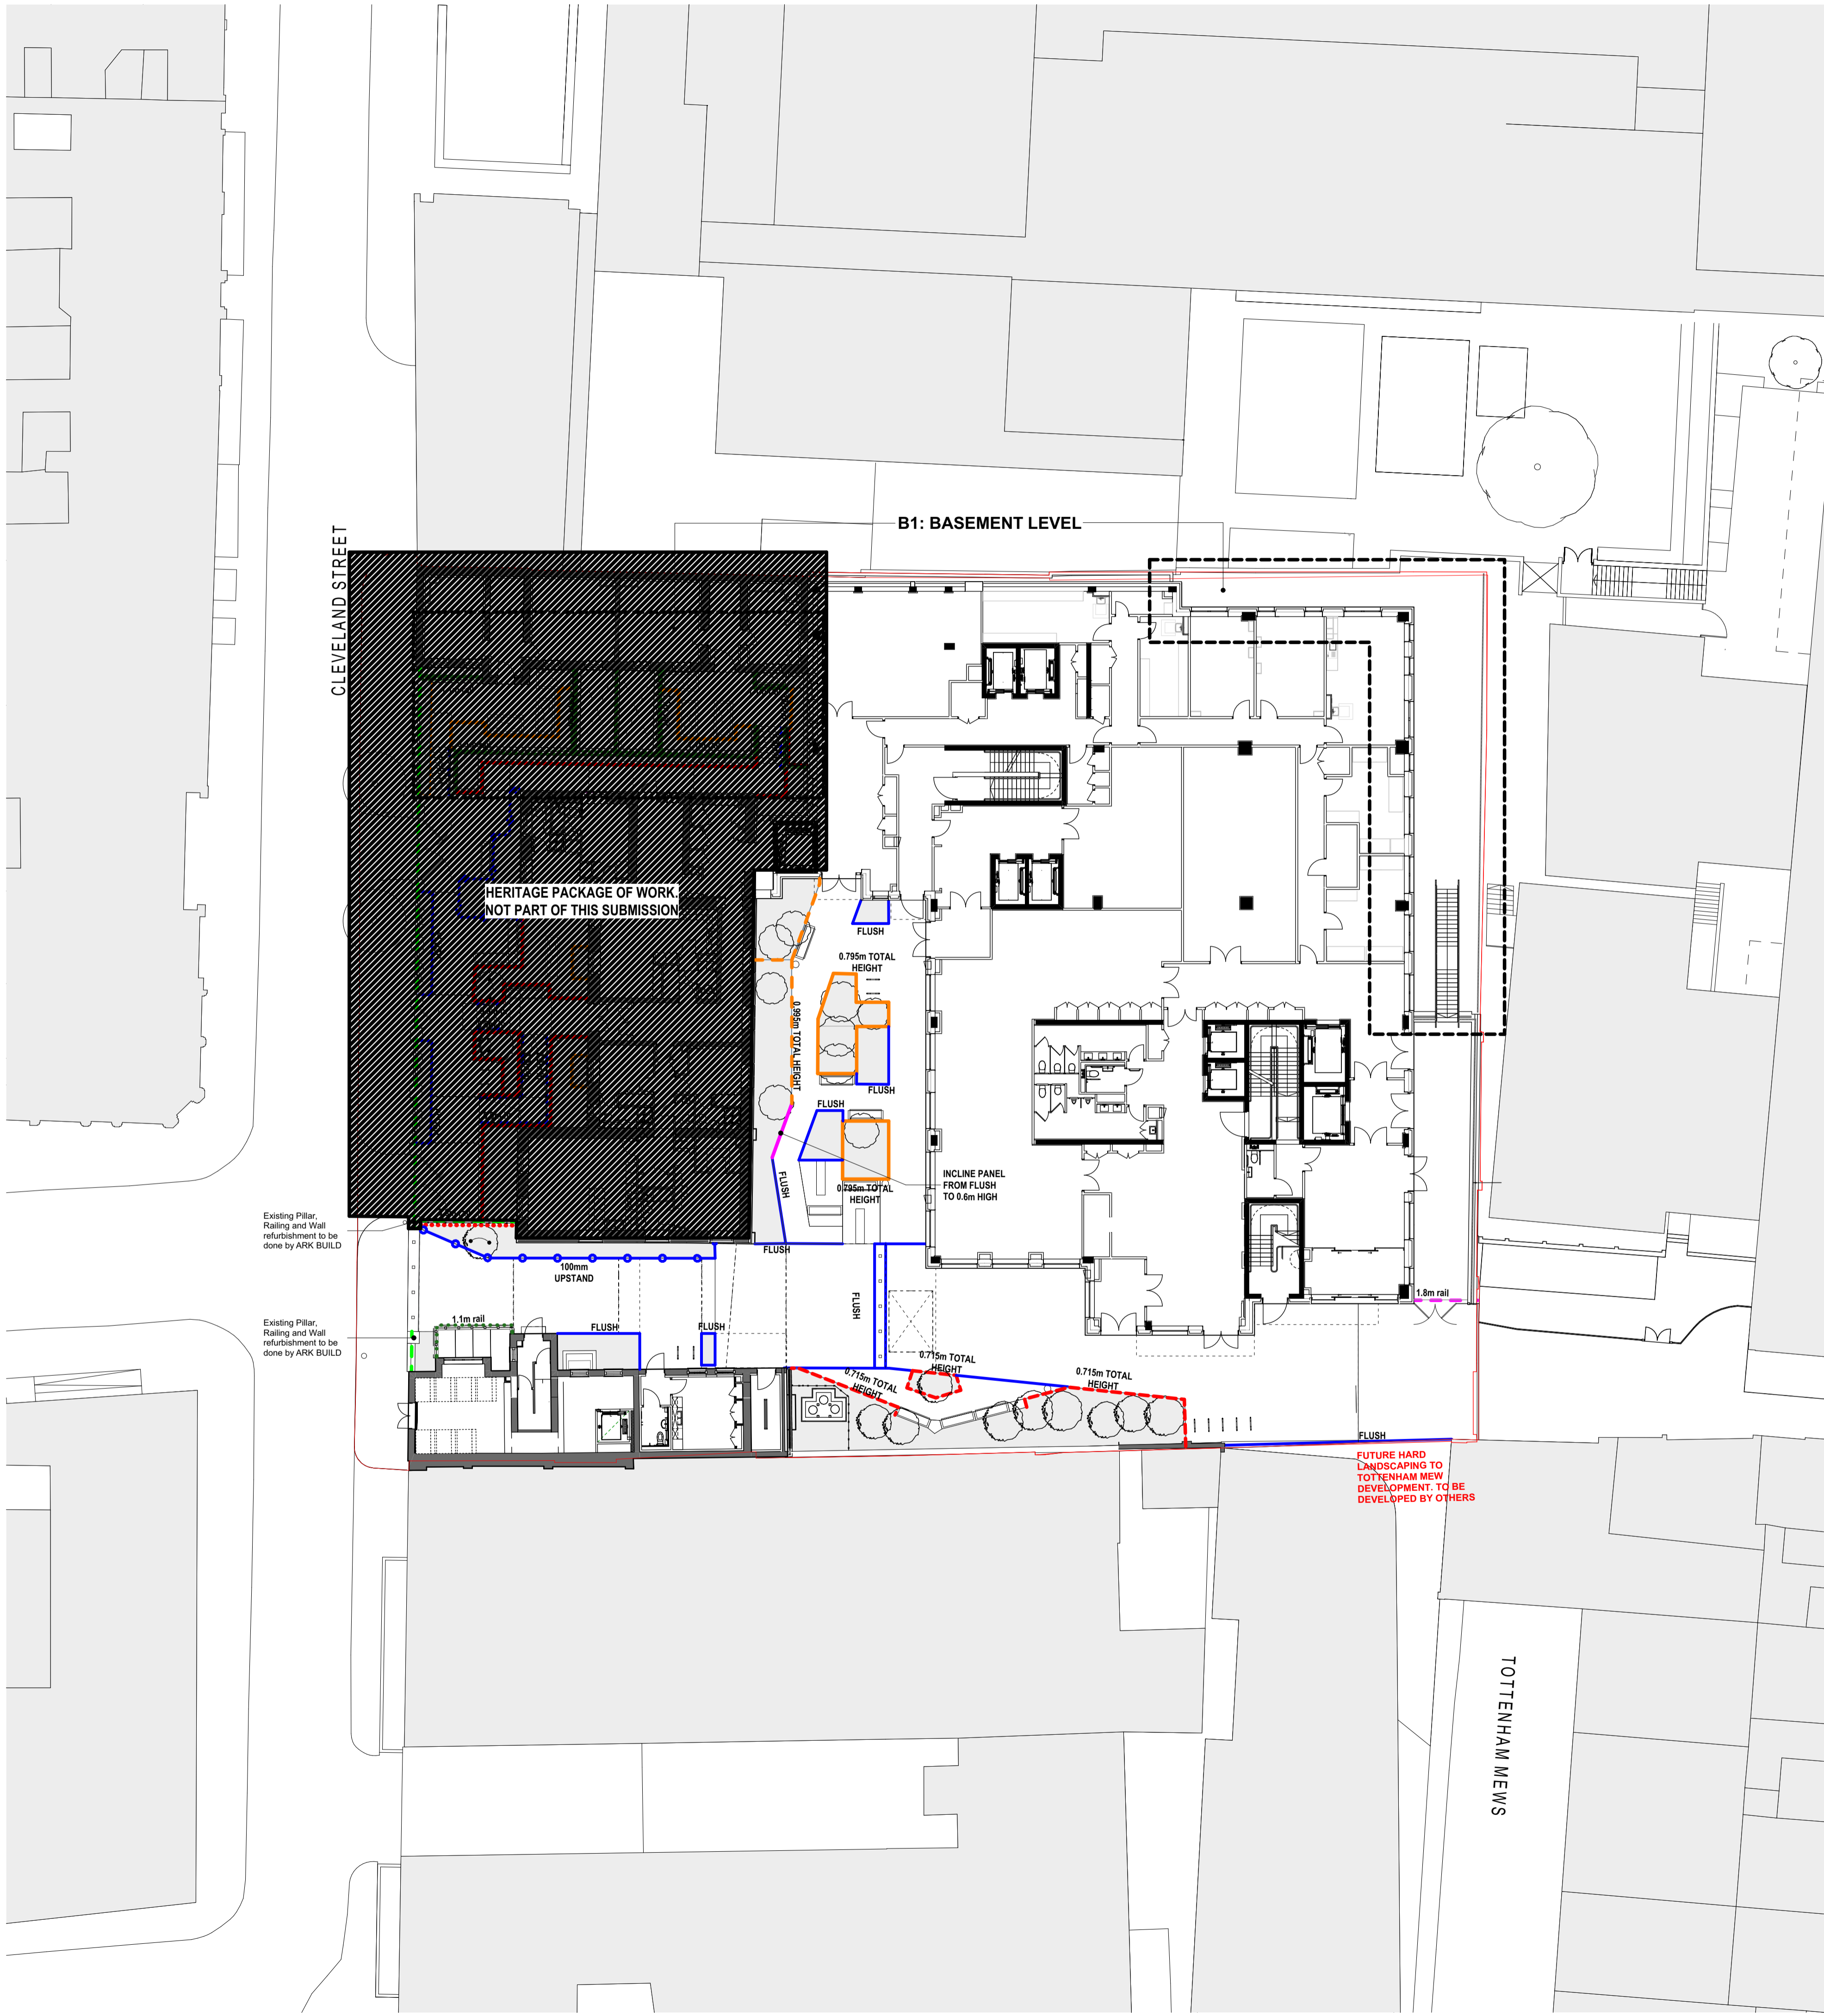 B1: BASEMENT LEVEL
CLEVELAND STREET
HERITAGE PACKAGE OF WORK.
NOT PART OF THIS SUBMISSION
FLUSH
0.795m TOTAL
HEIGHT
0.995m TOTAL HEIGHT
FLUSH
FLUSH
FLUSH
0.795m TOTAL
HEIGHT
INCLINE PANEL
FROM FLUSH
TO 0.6m HIGH
Existing Pillar,
Railing and Wall
refurbishment to be
done by ARK BUILD
FLUSH
100mm
UPSTAND
FLUSH
1.8m rail
Existing Pillar,
Railing and Wall
refurbishment to be
done by ARK BUILD
1.1m rail
FLUSH
FLUSH
0.715m TOTAL
HEIGHT
0.715m TOTAL
HEIGHT
0.715m TOTAL
HEIGHT
FLUSH
FUTURE HARD
LANDSCAPING TO
TOTTENHAM MEW
DEVELOPMENT. TO BE
DEVELOPED BY OTHERS
TOTTENHAM MEWS